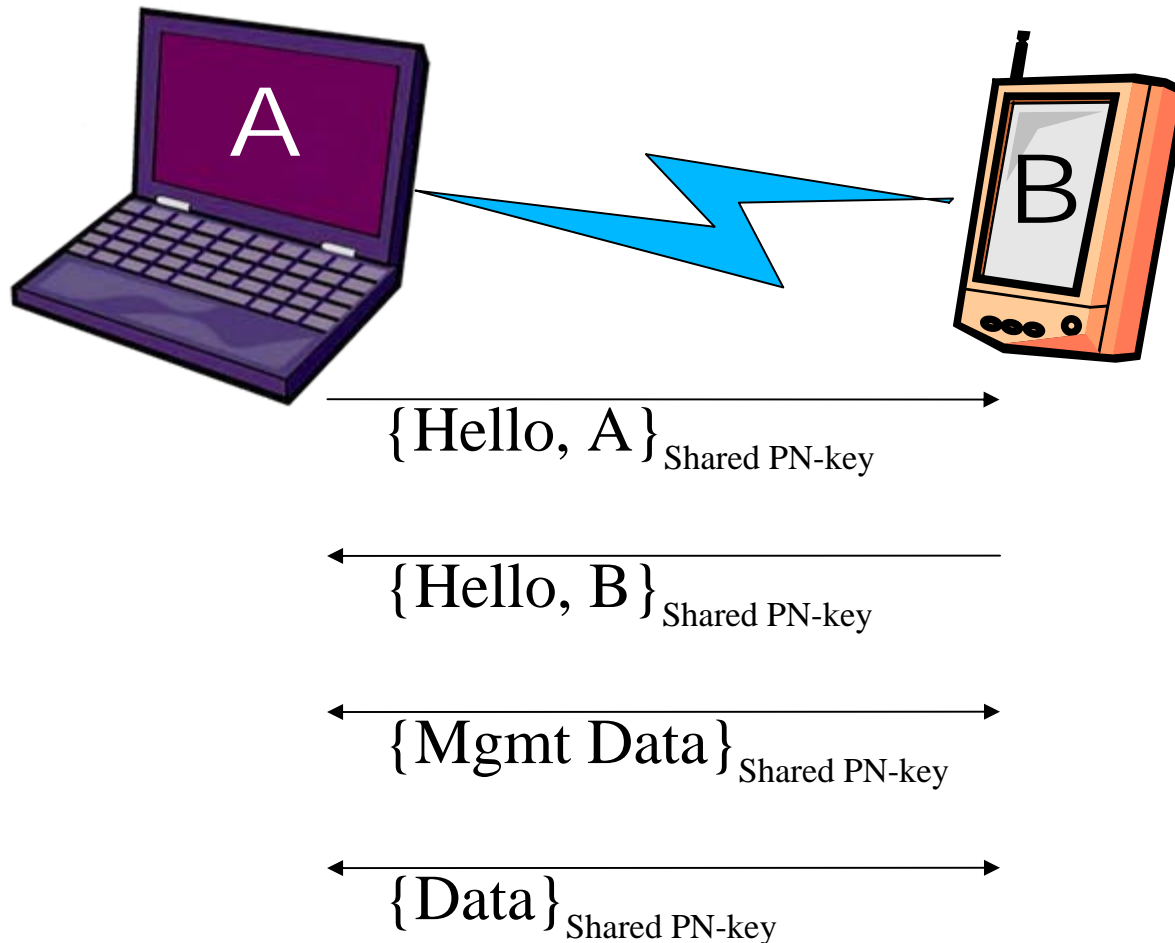 A
B
{Hello, A}Shared PN-key
{Hello, B}Shared PN-key
{Mgmt Data}Shared PN-key
{Data}Shared PN-key